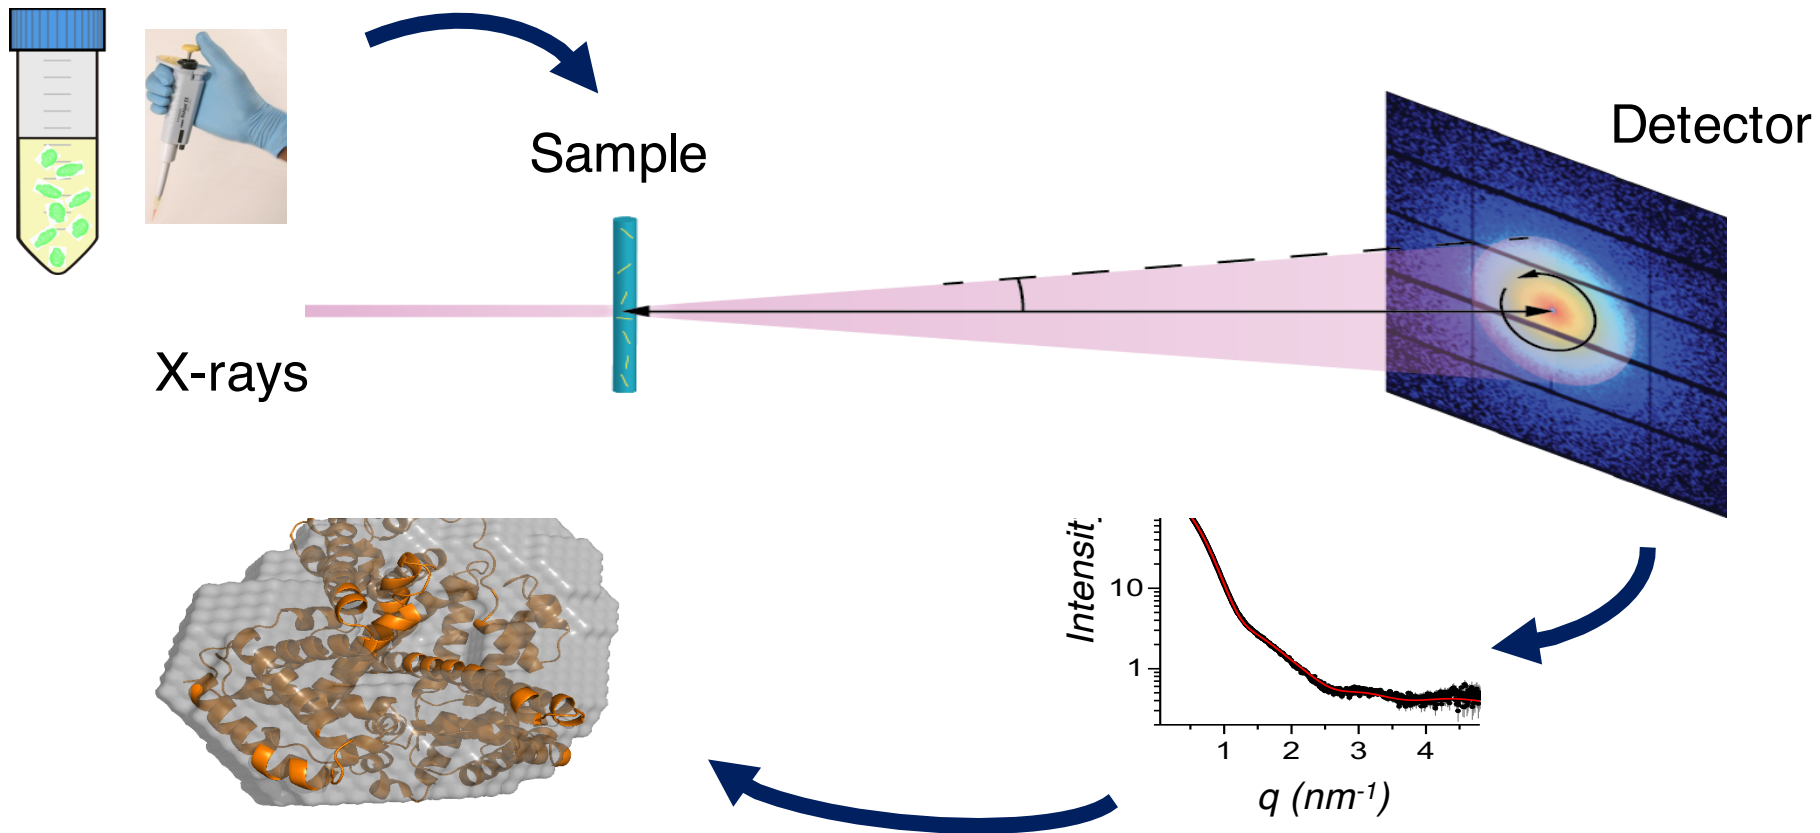 Sample
Detector
X-rays
Intensit
10
1
1 2 3 4
q (nm-1)